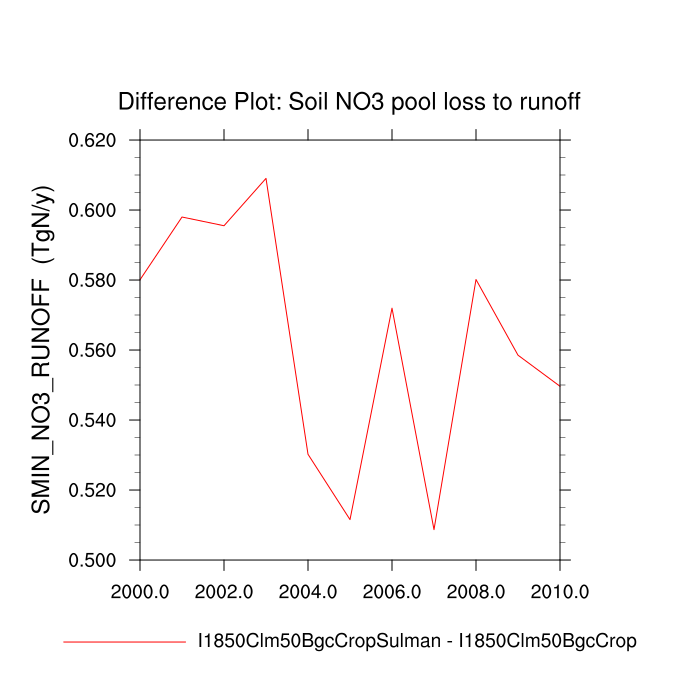 Difference Plot: Soil NO3 pool loss to runoff
SMIN_NO3_RUNOFF (TgN/y)
0.620
0.600
0.580
0.560
0.540
0.520
0.500
2000.0 2002.0 2004.0 2006.0 2008.0 2010.0
I1850Clm50BgcCropSulman - I1850Clm50BgcCrop